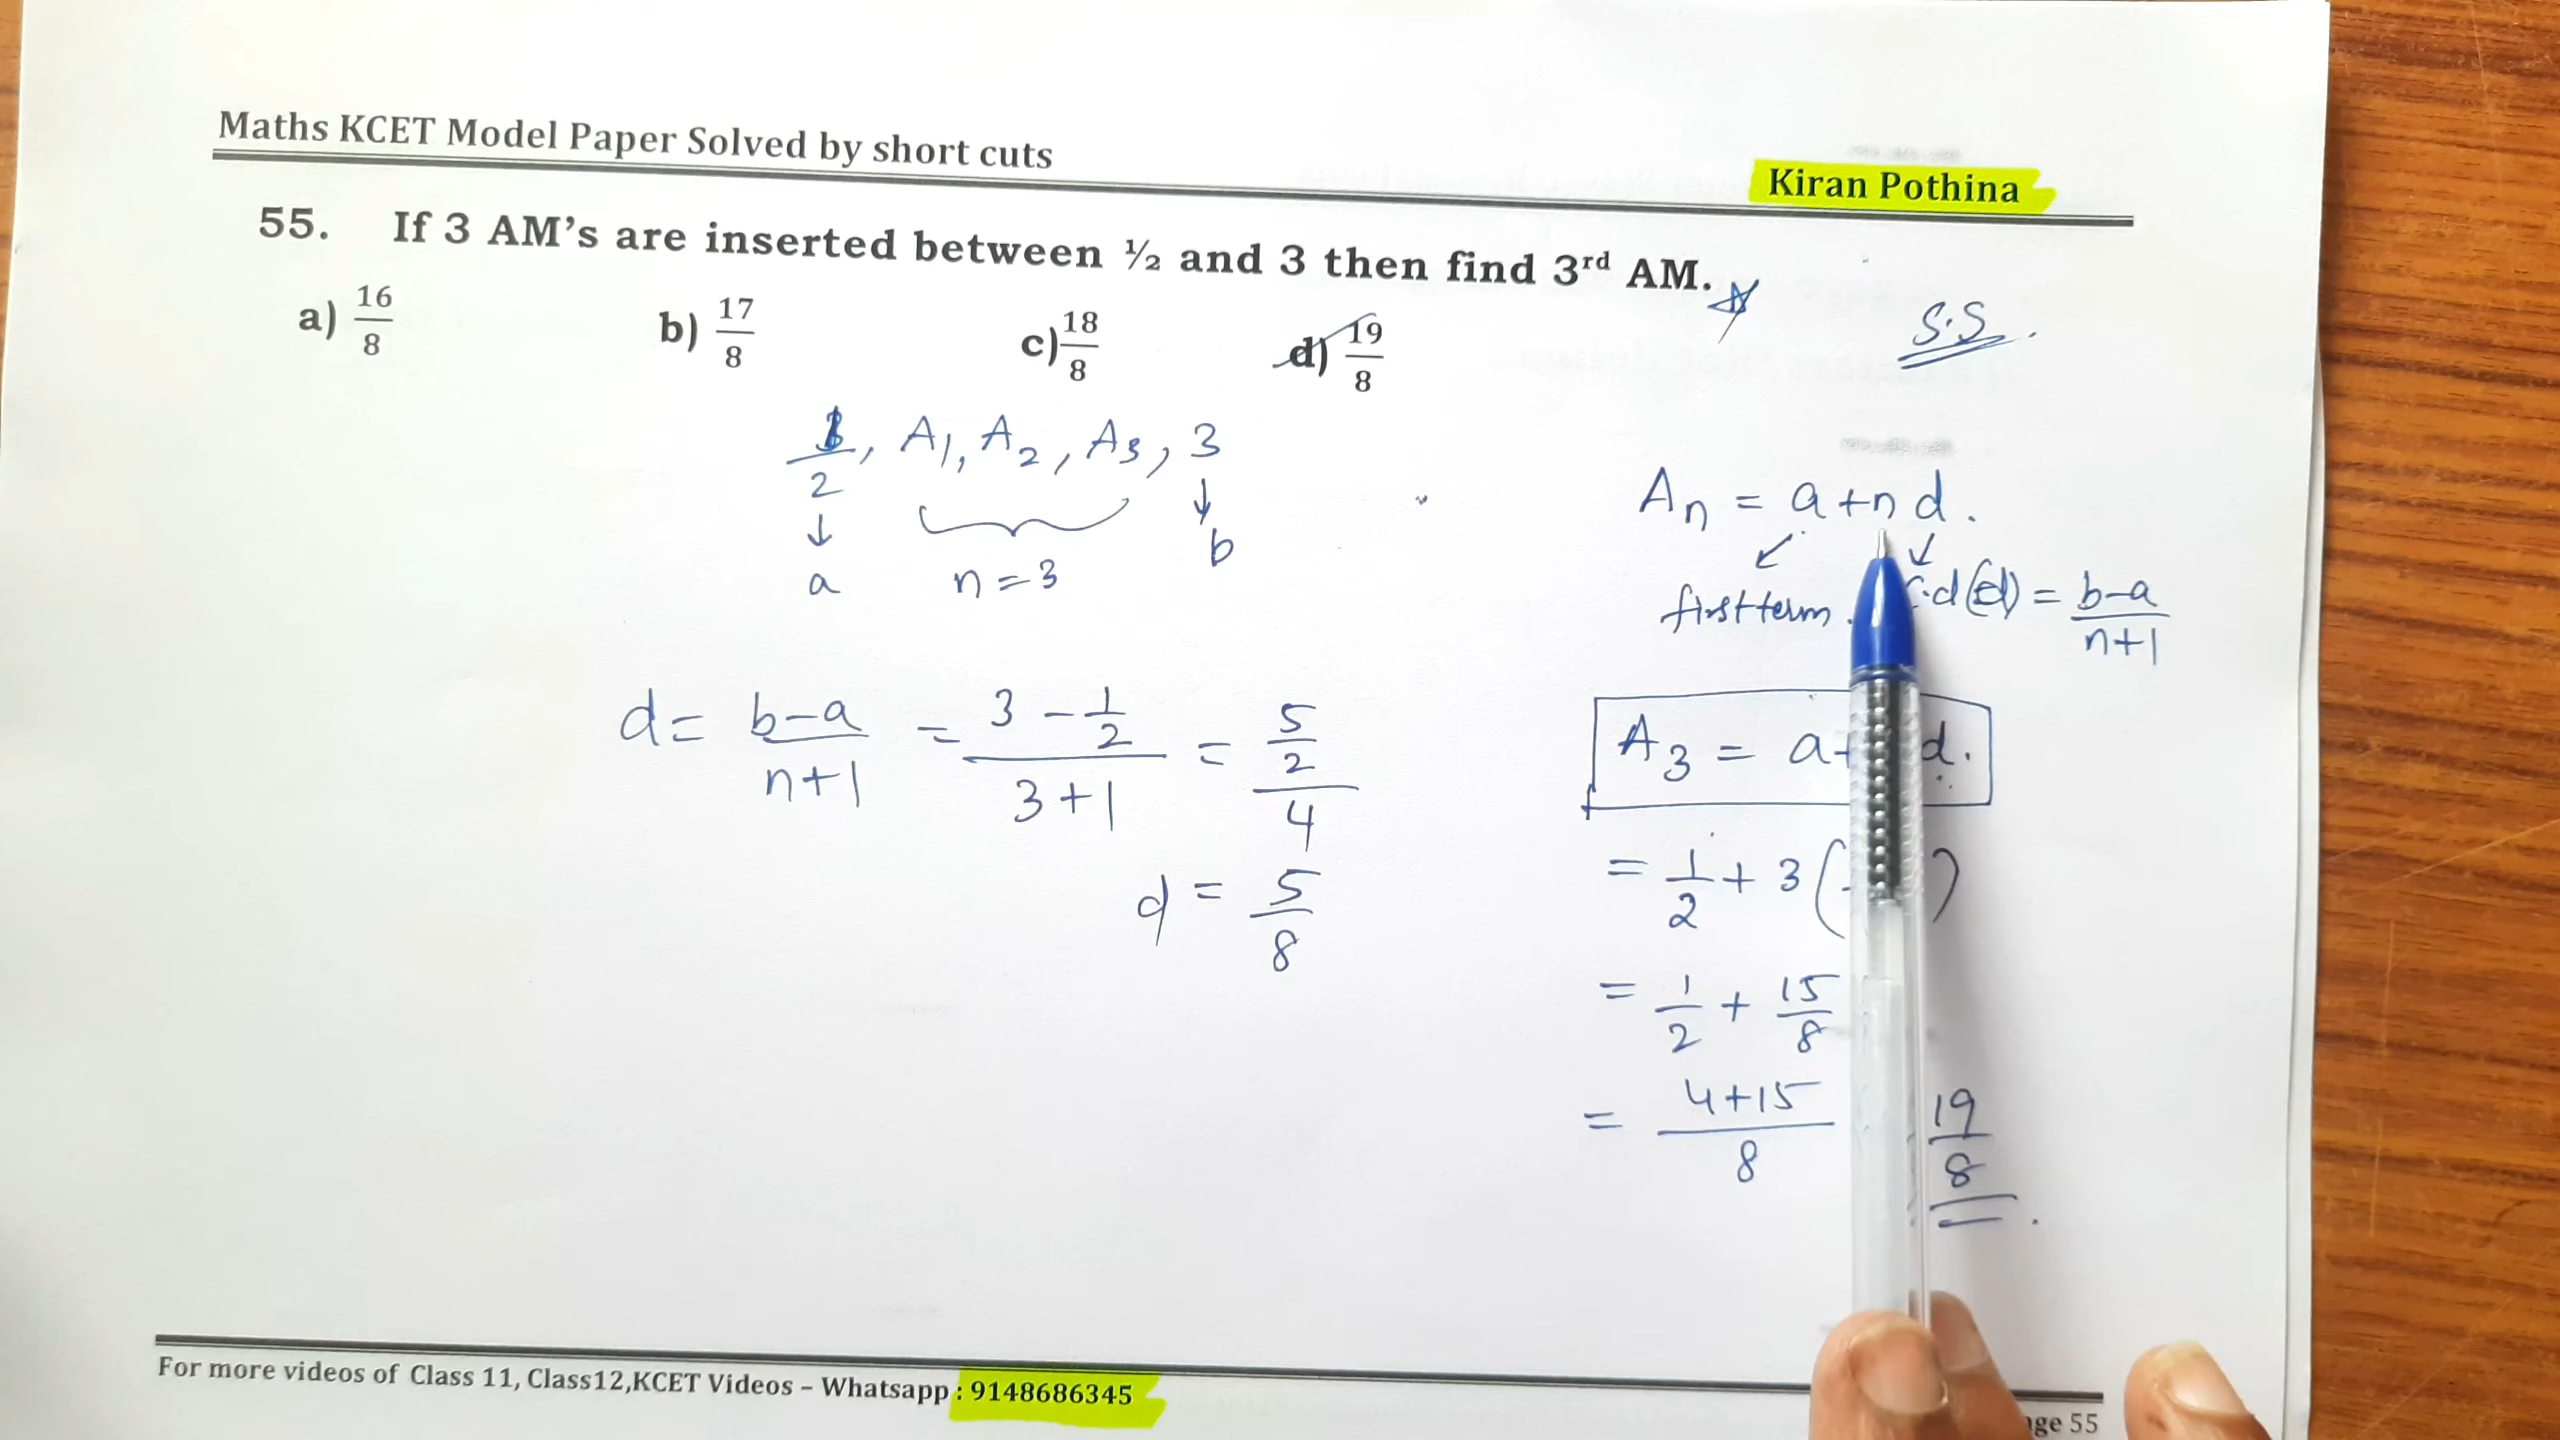 Maths KCET Model Paper Solved by short cuts
Kiran Pothina
55. If 3 AM's are inserted between ½ and 3 then find 3rd AM.
a) 16/8 b) 17/8 c) 18/8 d) 19/8
S.S.
1/2, A1, A2, A3, 3
a n = 3 b
An = a + n d.
first term. c.d(d) = b-a/n+1
d = b-a/n+1 = 3 - 1/2 / 3+1 = 5/2 / 4
d = 5/8
A3 = a+ d.
= 1/2 + 3 ( )
= 1/2 + 15/8
= 4+15/8 19/8.
For more videos of Class 11, Class12,KCET Videos – Whatsapp : 9148686345
55